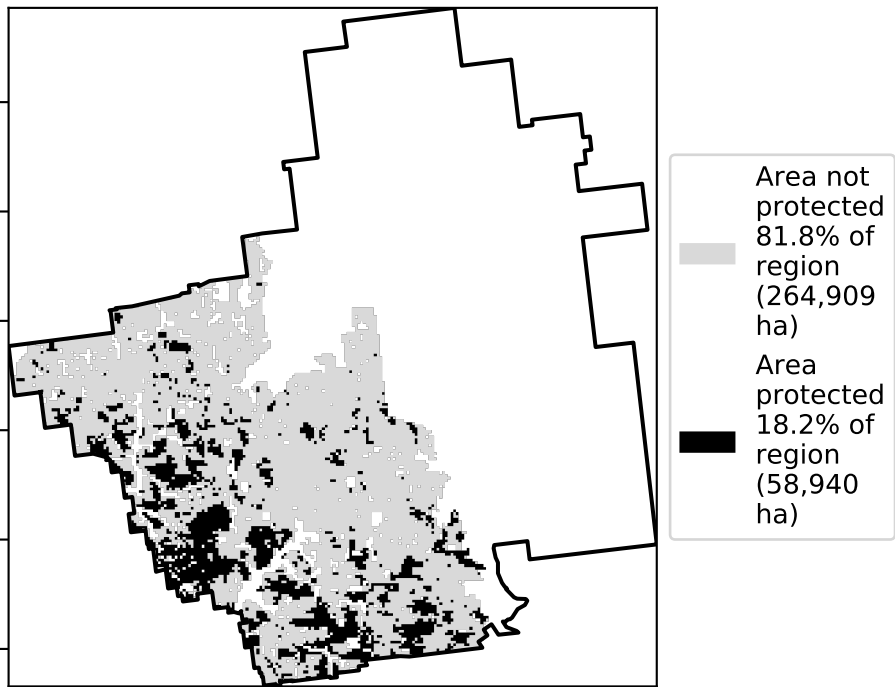 Area not
protected
81.8% of
region
(264,909
ha)
Area
protected
18.2% of
region
(58,940
ha)